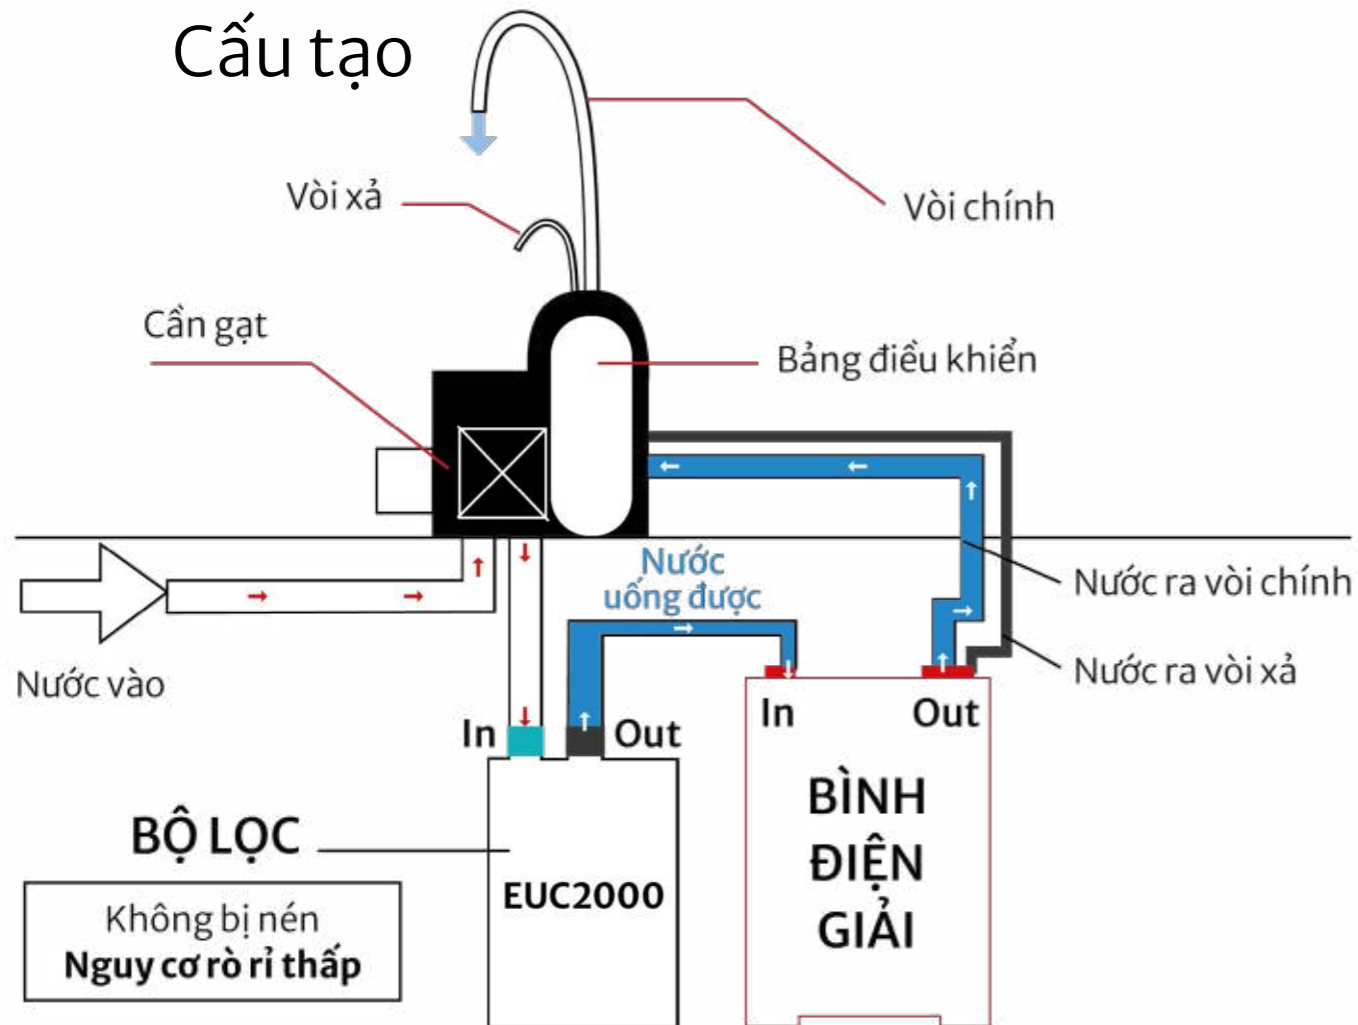 Cấu tạo
Vòi xả
Vòi chính
Cần gạt
Bảng điều khiển
Nước
uống được
Nước ra vòi chính
Nước vào
Nước ra vòi xả
In
Out
In
Out
BỘ LỌC
EUC2000
BÌNH
ĐIỆN
GIẢI
Không bị nén
Nguy cơ rò rỉ thấp